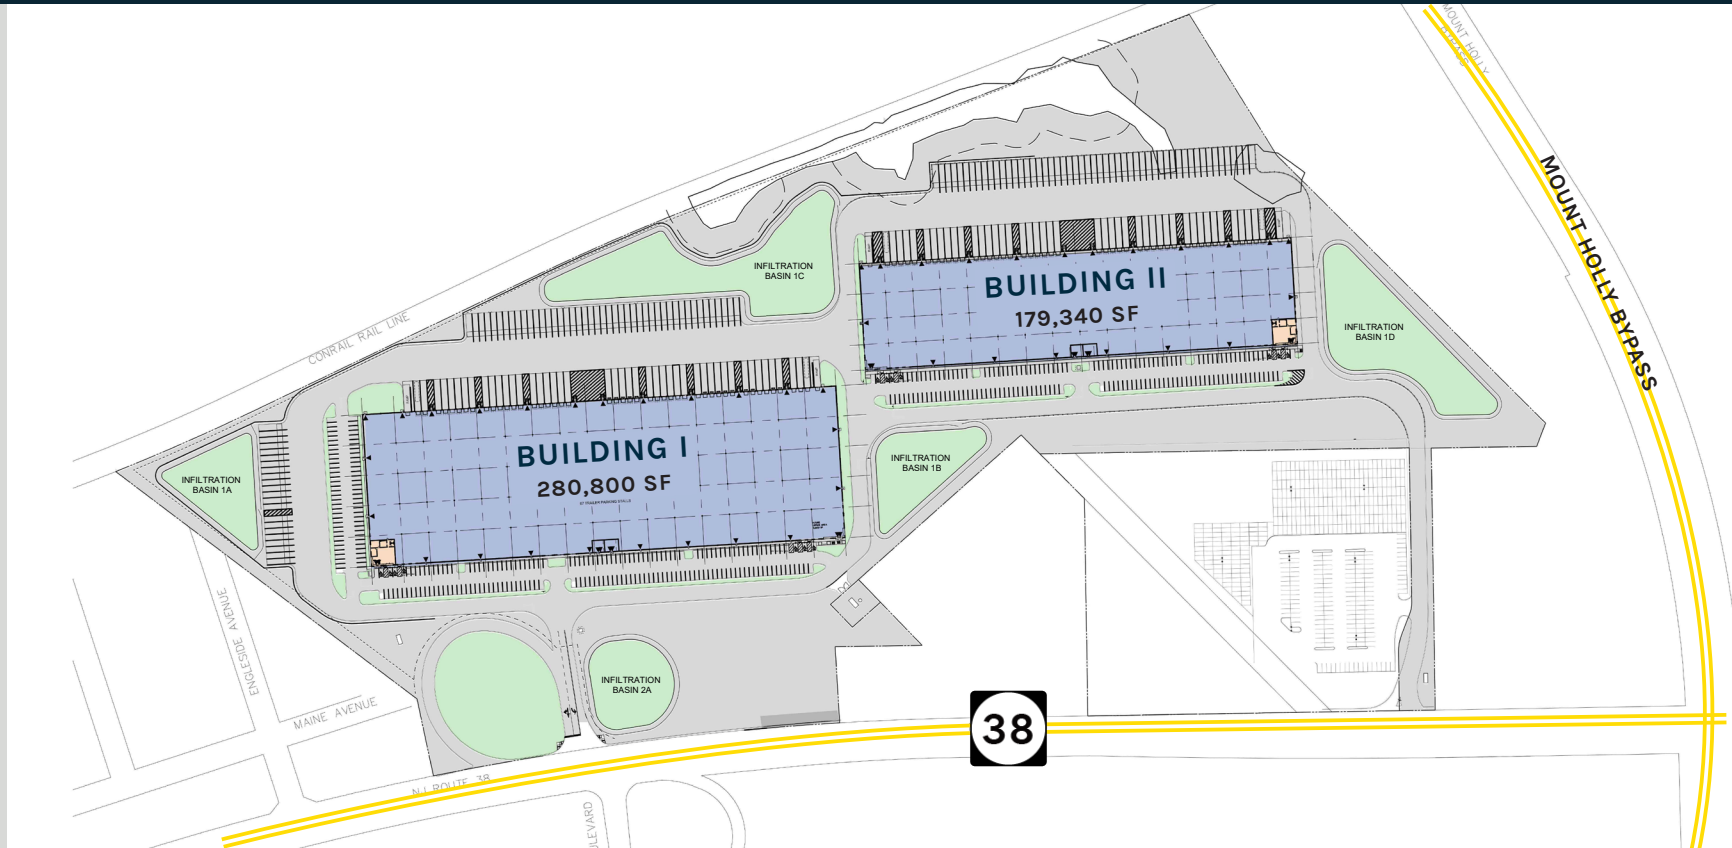 MOUNT HOLLY
BYPASS
MOUNT HOLLY BYPASS
INFILTRATION
BASIN 1C
BUILDING II
179,340 SF
INFILTRATION
BASIN 1D
CONRAIL RAIL LINE
BUILDING I
280,800 SF
INFILTRATION
BASIN 1B
INFILTRATION
BASIN 1A
ENGLESIDE AVENUE
INFILTRATION
BASIN 2A
MAINE AVENUE
38
NJ ROUTE 38
ULEVARD